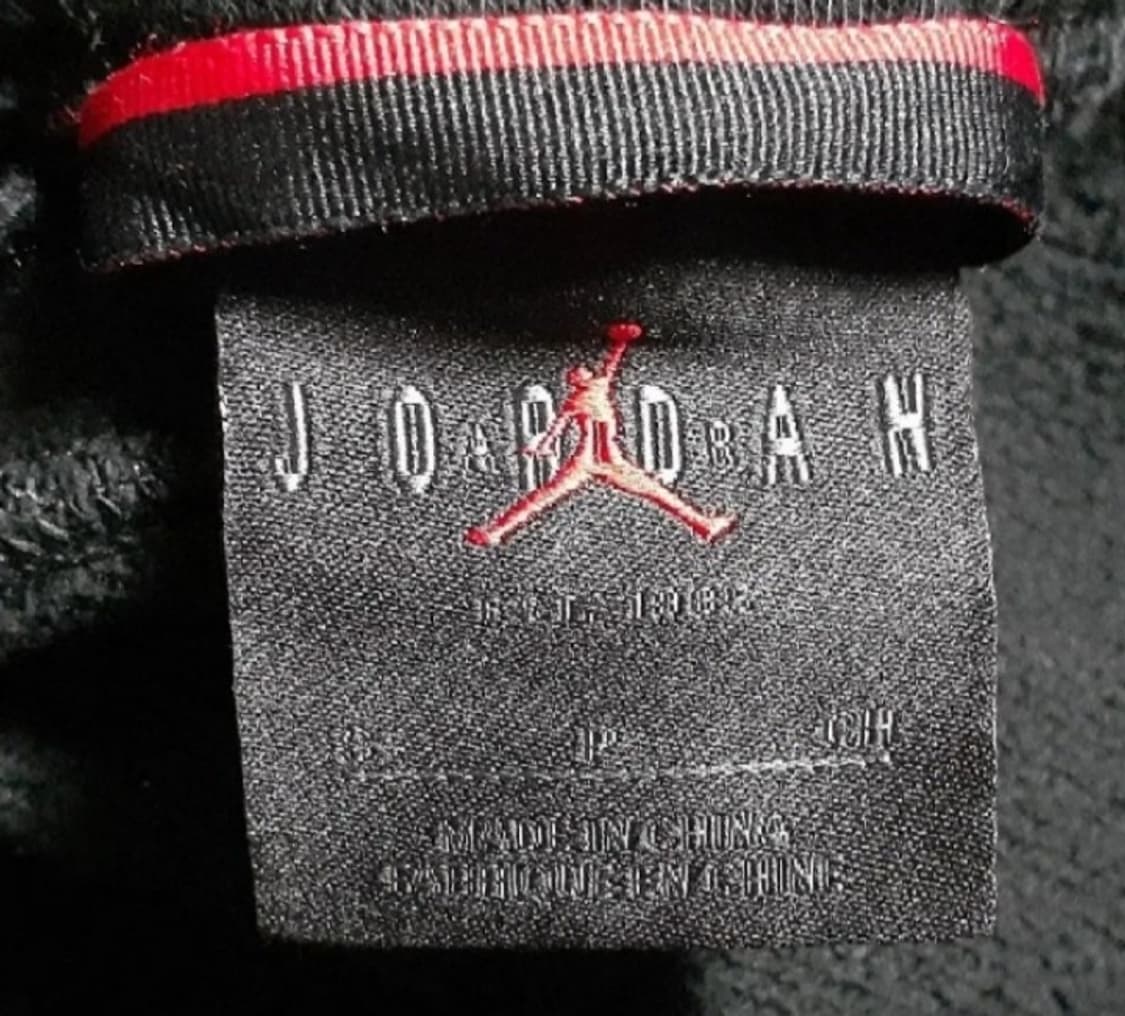 JORDAN
S P CH
MADE IN CHINA
FABRIQUE EN CHINE